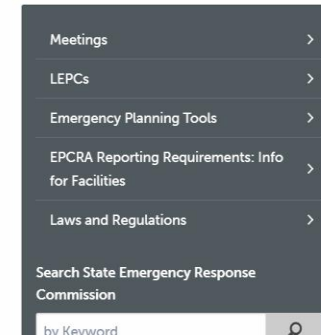 Meetings
LEPCs
Emergency Planning Tools
EPCRA Reporting Requirements: Info
for Facilities
Laws and Regulations
Search State Emergency Response
Commission
by Keyword